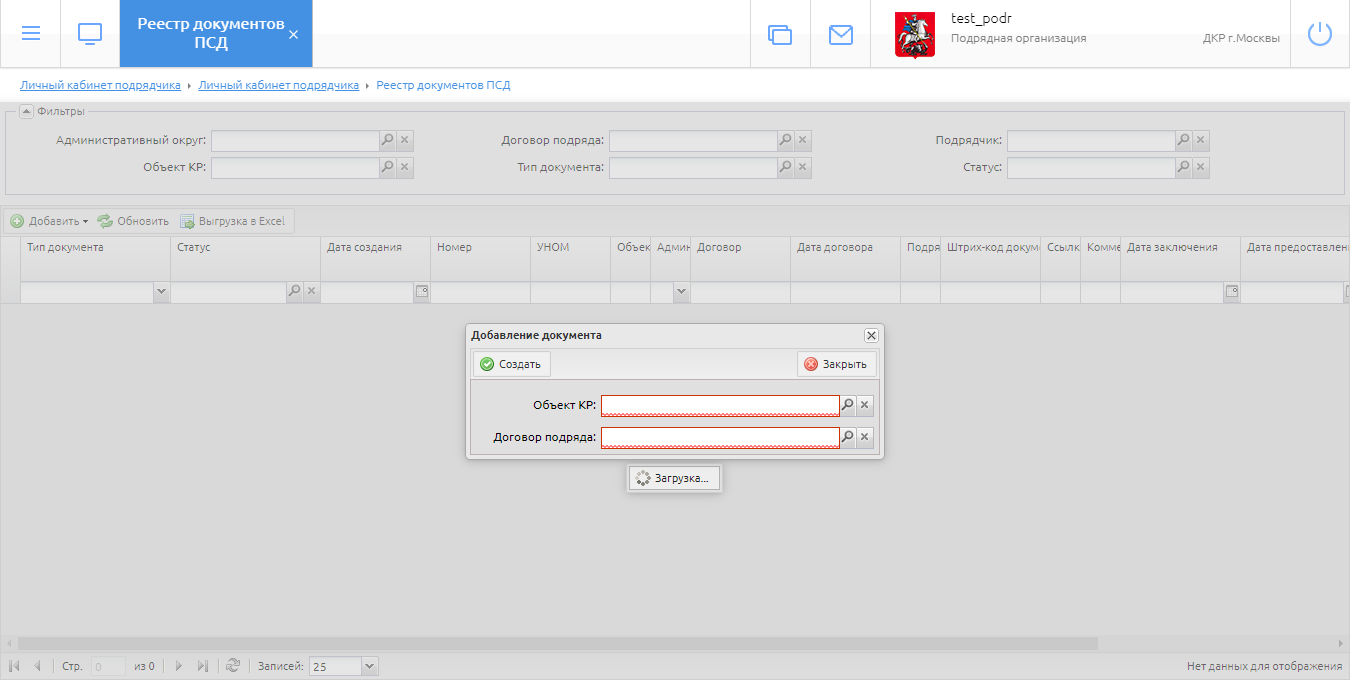 Реестр документов
ПСД
test_podr
Подрядная организация
ДКР г.Москвы
Личный кабинет подрядчика
Личный кабинет подрядчика
Реестр документов ПСД
Фильтры
Административный округ:
Договор подряда:
Подрядчик:
Объект КР:
Тип документа:
Статус:
Добавить
Обновить
Выгрузка в Excel
Тип документа
Статус
Дата создания
Номер
УНОМ
Объек
Админ
Договор
Дата договора
Подря
Штрих-код докум
Ссылк
Комме
Дата заключения
Дата предоставлен
Добавление документа
Создать
Закрыть
Объект КР:
Договор подряда:
Загрузка...
Стр.
0
из 0
Записей:
25
Нет данных для отображения